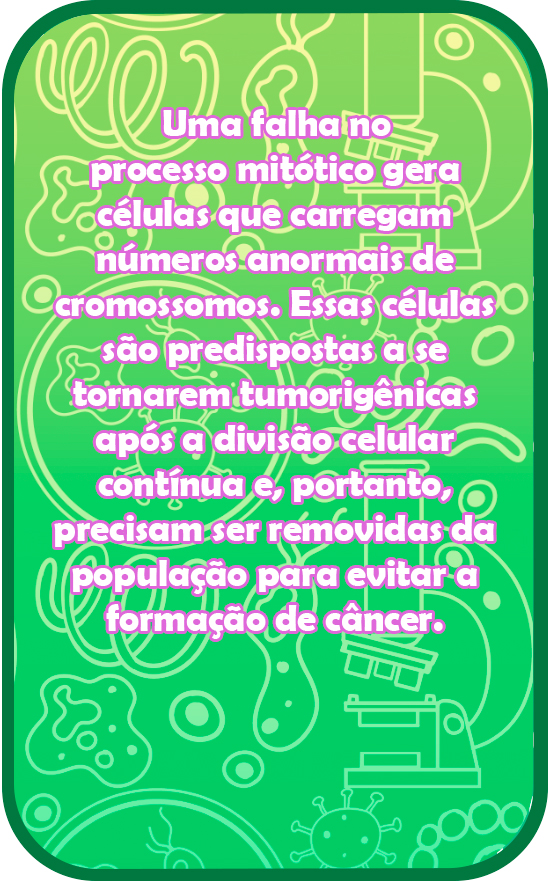 Uma falha no
processo mitótico gera
células que carregam
números anormais de
cromossomos. Essas células
são predispostas a se
tornarem tumorigênicas
após a divisão celular
contínua e, portanto,
precisam ser removidas da
população para evitar a
formação de câncer.